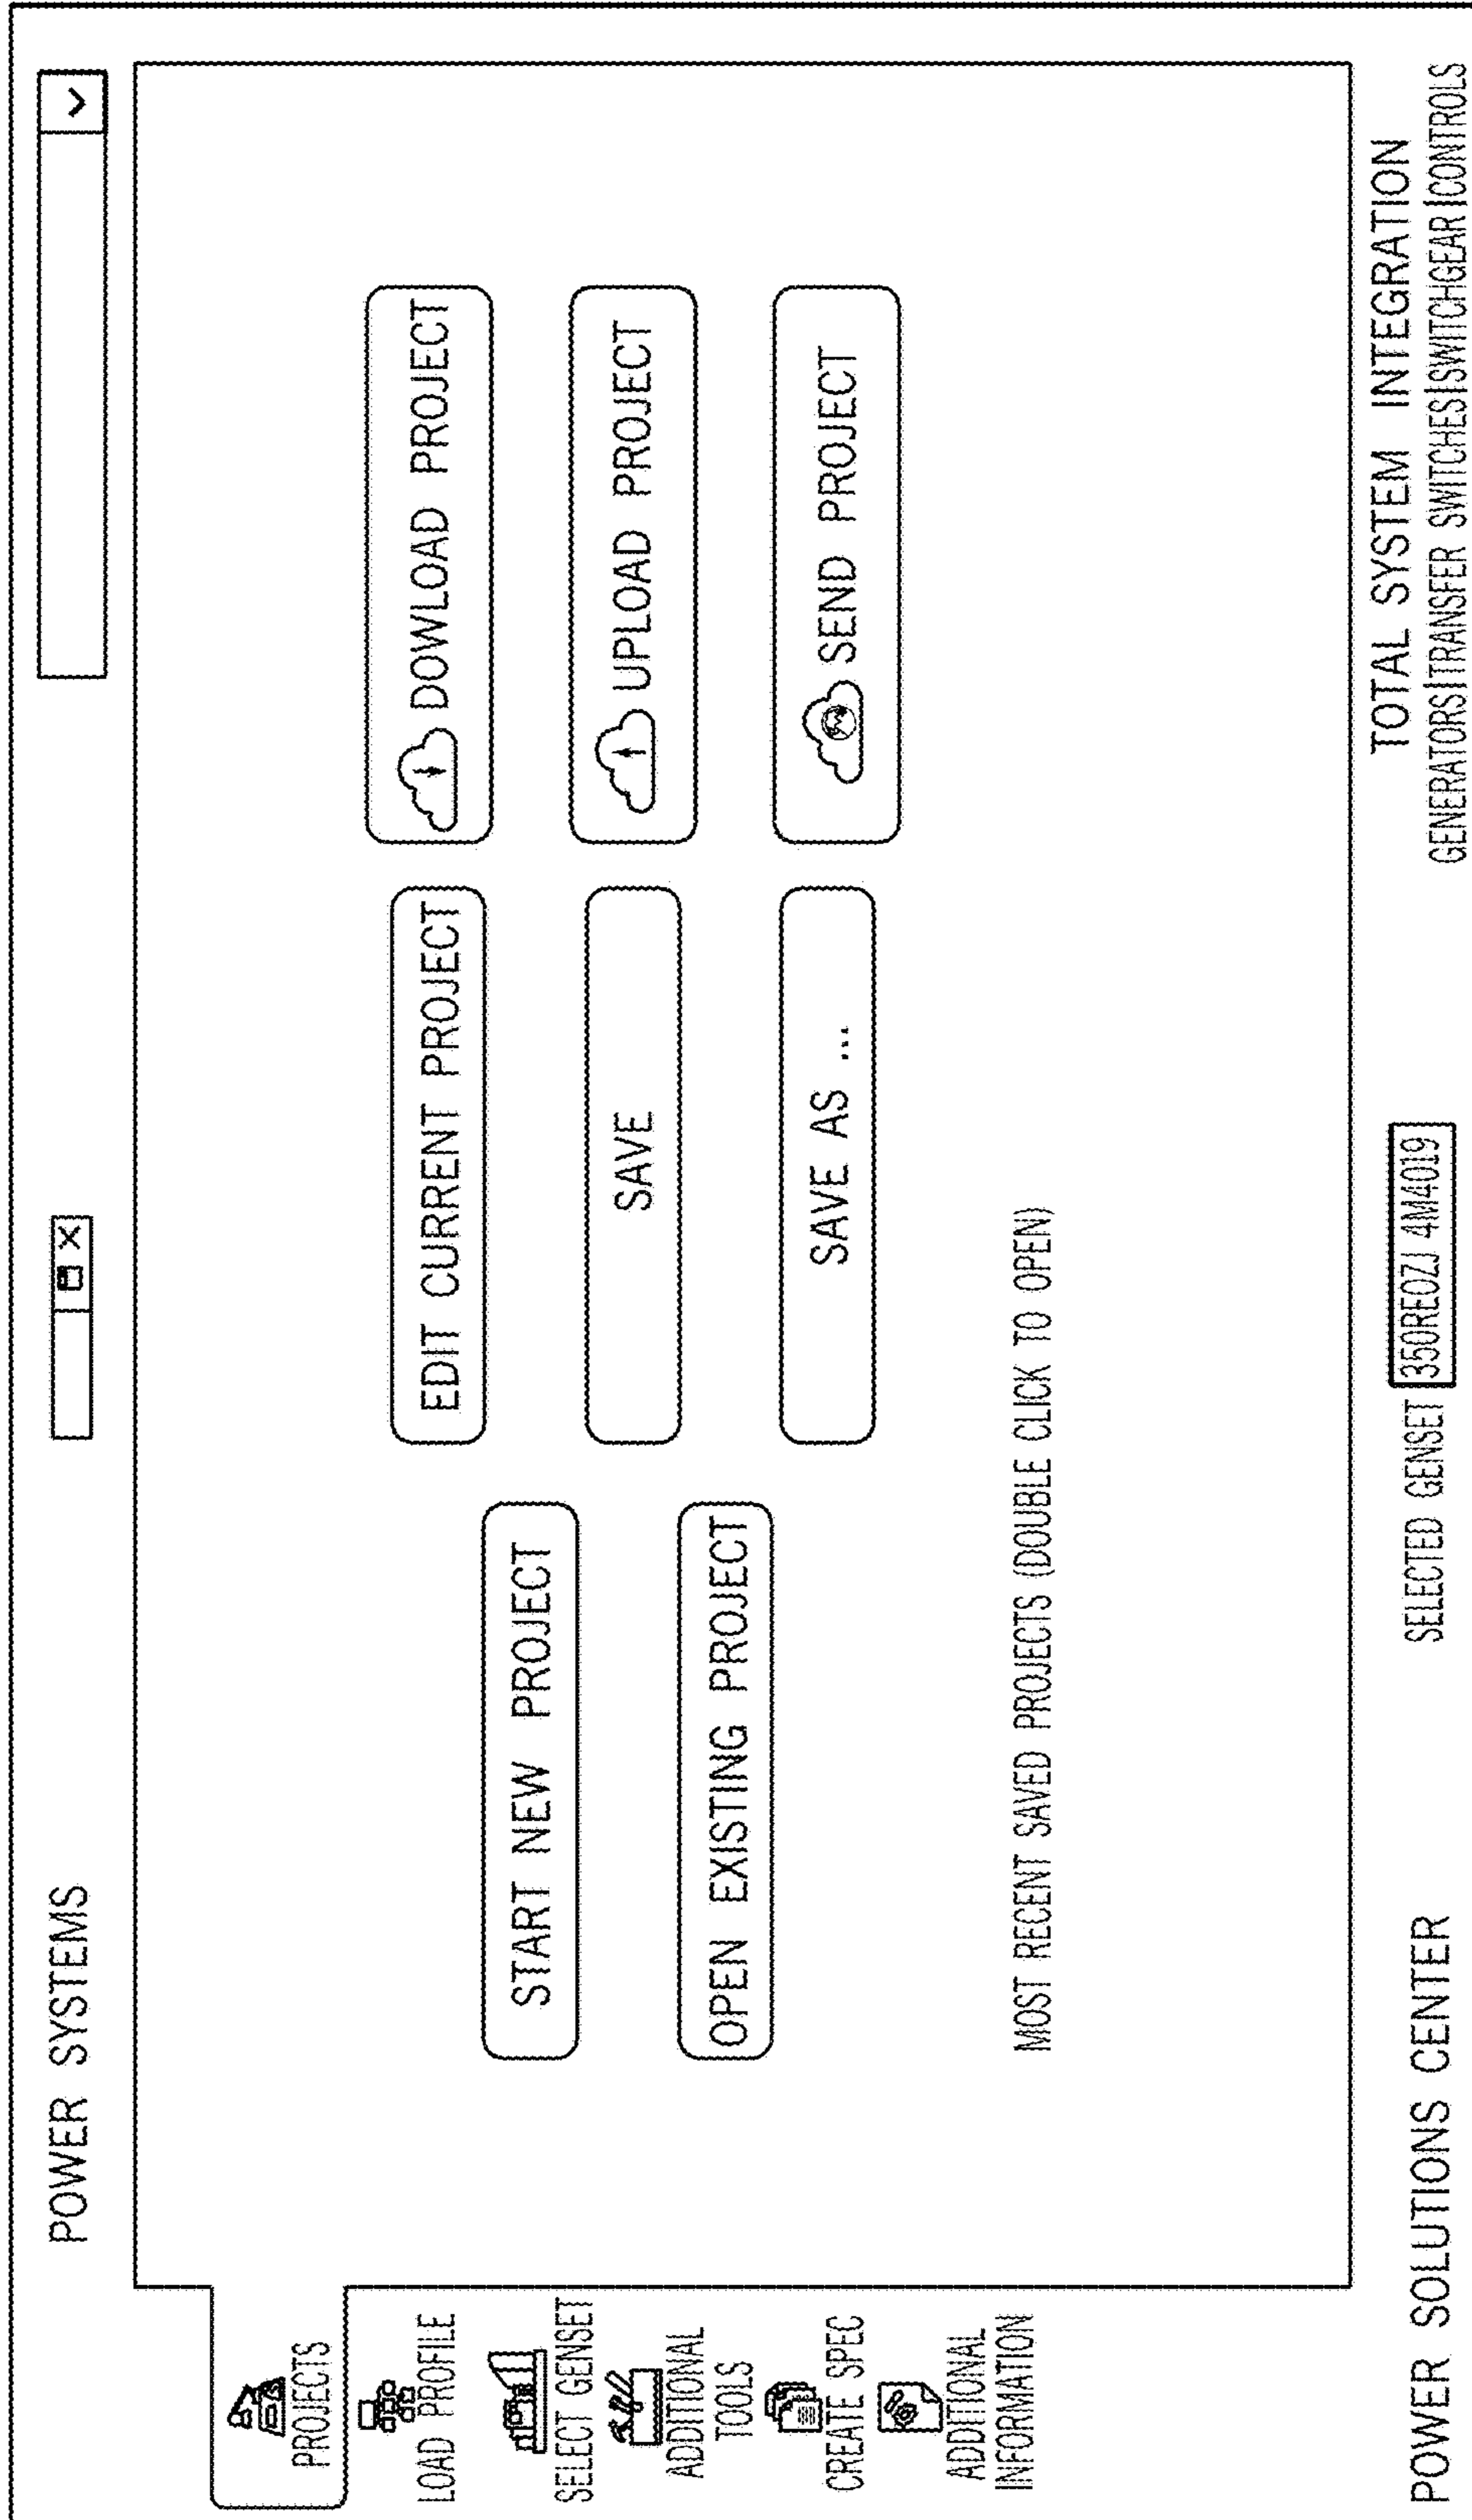 POWER SYSTEMS
PROJECTS
LOAD PROFILE
SELECT GENSET
ADDITIONAL
TOOLS
CREATE SPEC
ADDITIONAL
INFORMATION
START NEW PROJECT
OPEN EXISTING PROJECT
EDIT CURRENT PROJECT
SAVE
SAVE AS ...
DOWLOAD PROJECT
UPLOAD PROJECT
SEND PROJECT
MOST RECENT SAVED PROJECTS (DOUBLE CLICK TO OPEN)
POWER SOLUTIONS CENTER
SELECTED GENSET 350REOZJ 4M4019
TOTAL SYSTEM INTEGRATION
GENERATORS|TRANSFER SWITCHES|SWITCHGEAR|CONTROLS